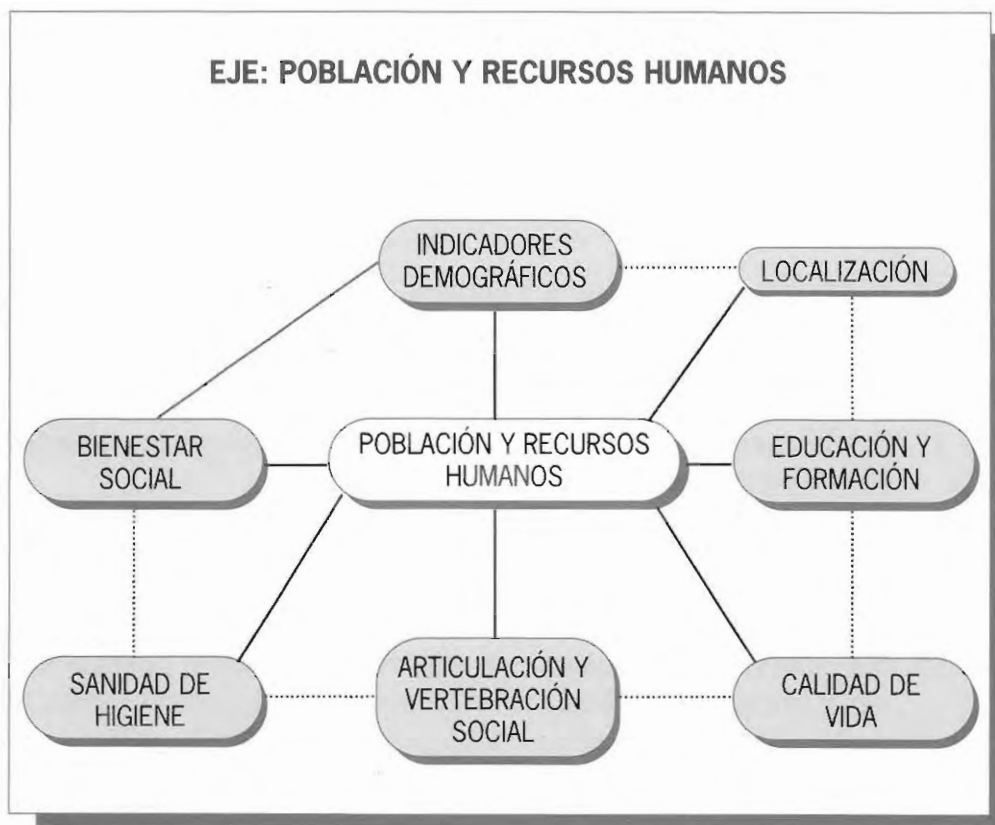 EJE: POBLACIÓN Y RECURSOS HUMANOS
INDICADORES
DEMOGRÁFICOS
LOCALIZACIÓN
BIENESTAR
SOCIAL
POBLACIÓN Y RECURSOS
HUMANOS
EDUCACIÓN Y
FORMACIÓN
SANIDAD DE
HIGIENE
ARTICULACIÓN Y
VERTEBRACIÓN
SOCIAL
CALIDAD DE
VIDA